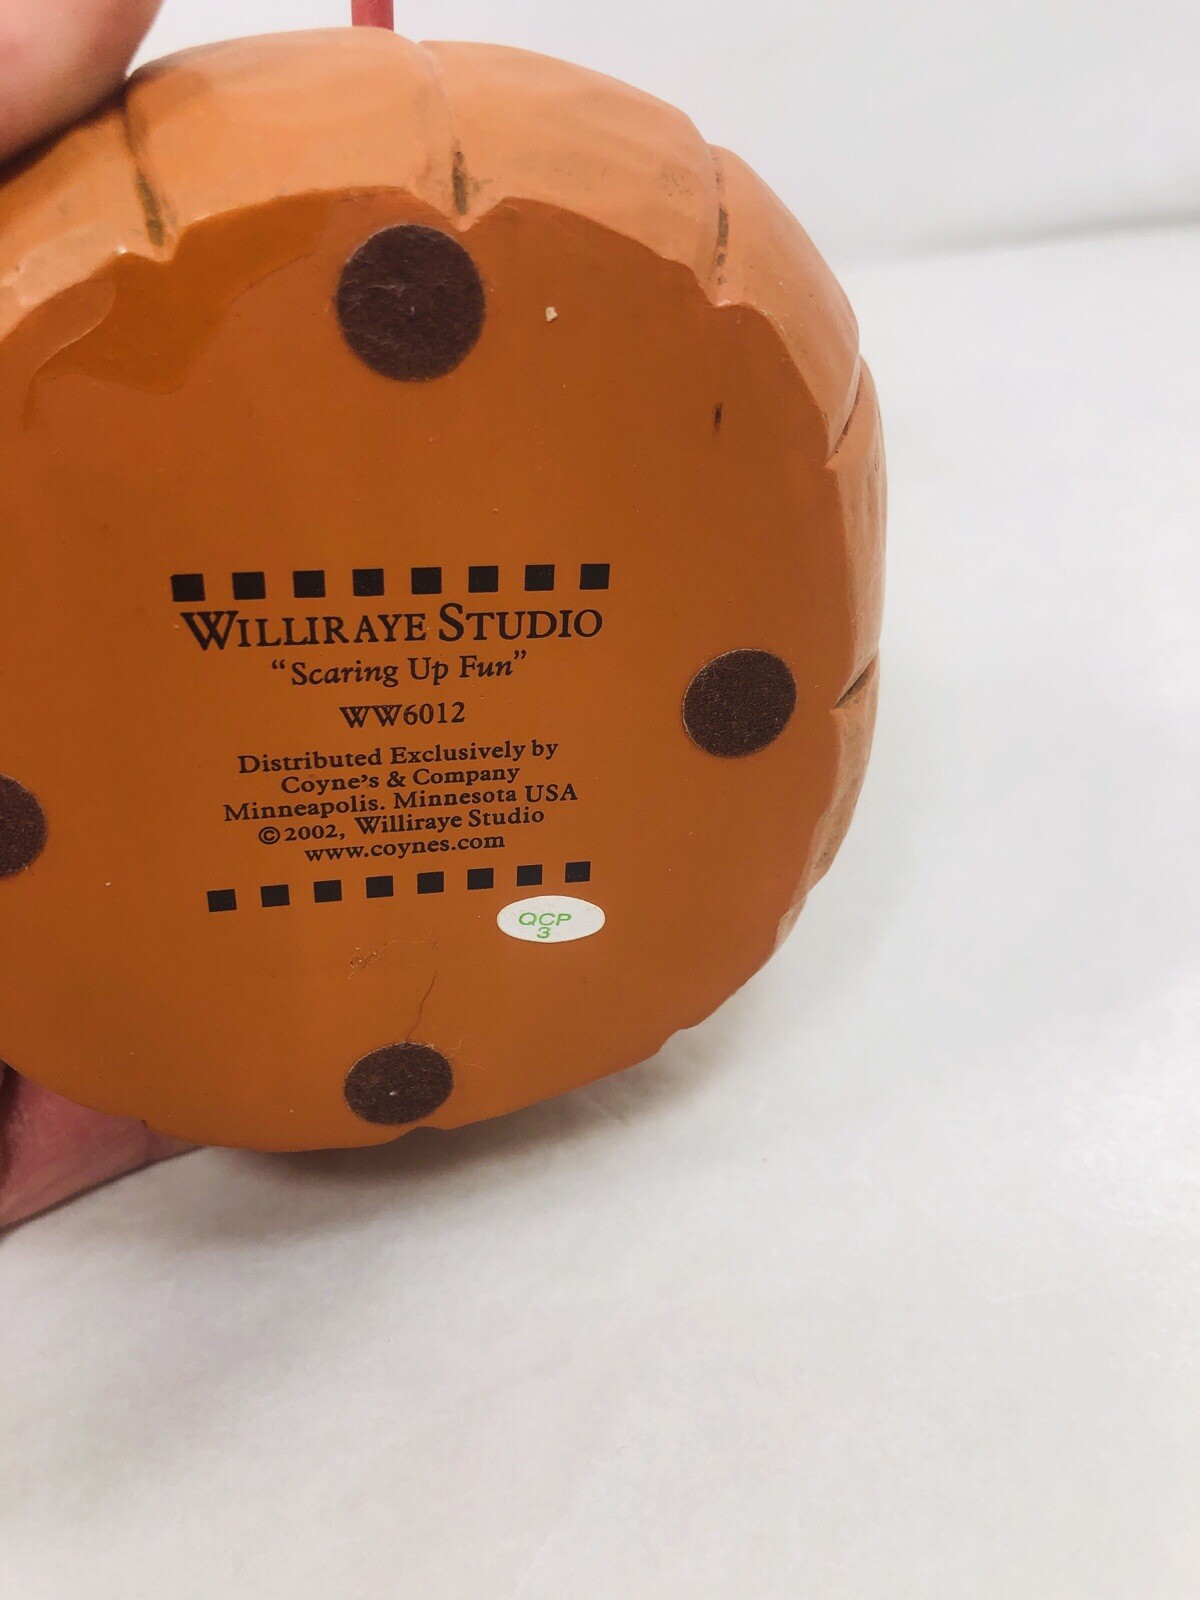 WILLIRAYE STUDIO
“Scaring Up Fun”
WW6012
Distributed Exclusively by
Coyne's & Company
Minneapolis. Minnesota USA
©2002, Williraye Studio
www.coynes.com
QCP
3